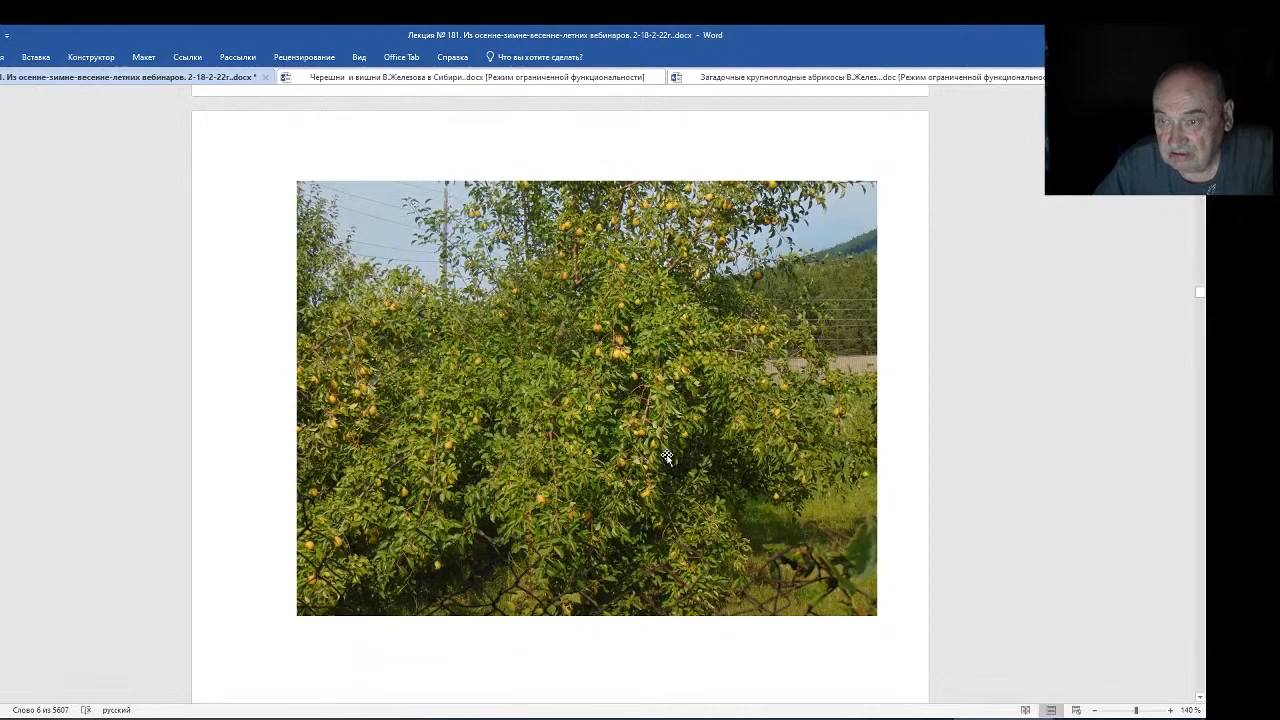 Лекция № 181. Из осенне-зимне-весенне-летних вебинаров. 2-18-2-22г..docx - Word
Вставка Конструктор Макет Ссылки Рассылки Рецензирование Вид Office Tab Справка Что вы хотите сделать?
1. Из осенне-зимне-весенне-летних вебинаров. 2-18-2-22г..docx * Черешни и вишни В.Железова в Сибири..docx [Режим ограниченной функциональности] Загадочные крупноплодные абрикосы В.Желез...doc [Режим ограниченной функциональнос
Слово 6 из 5607 русский 140 %